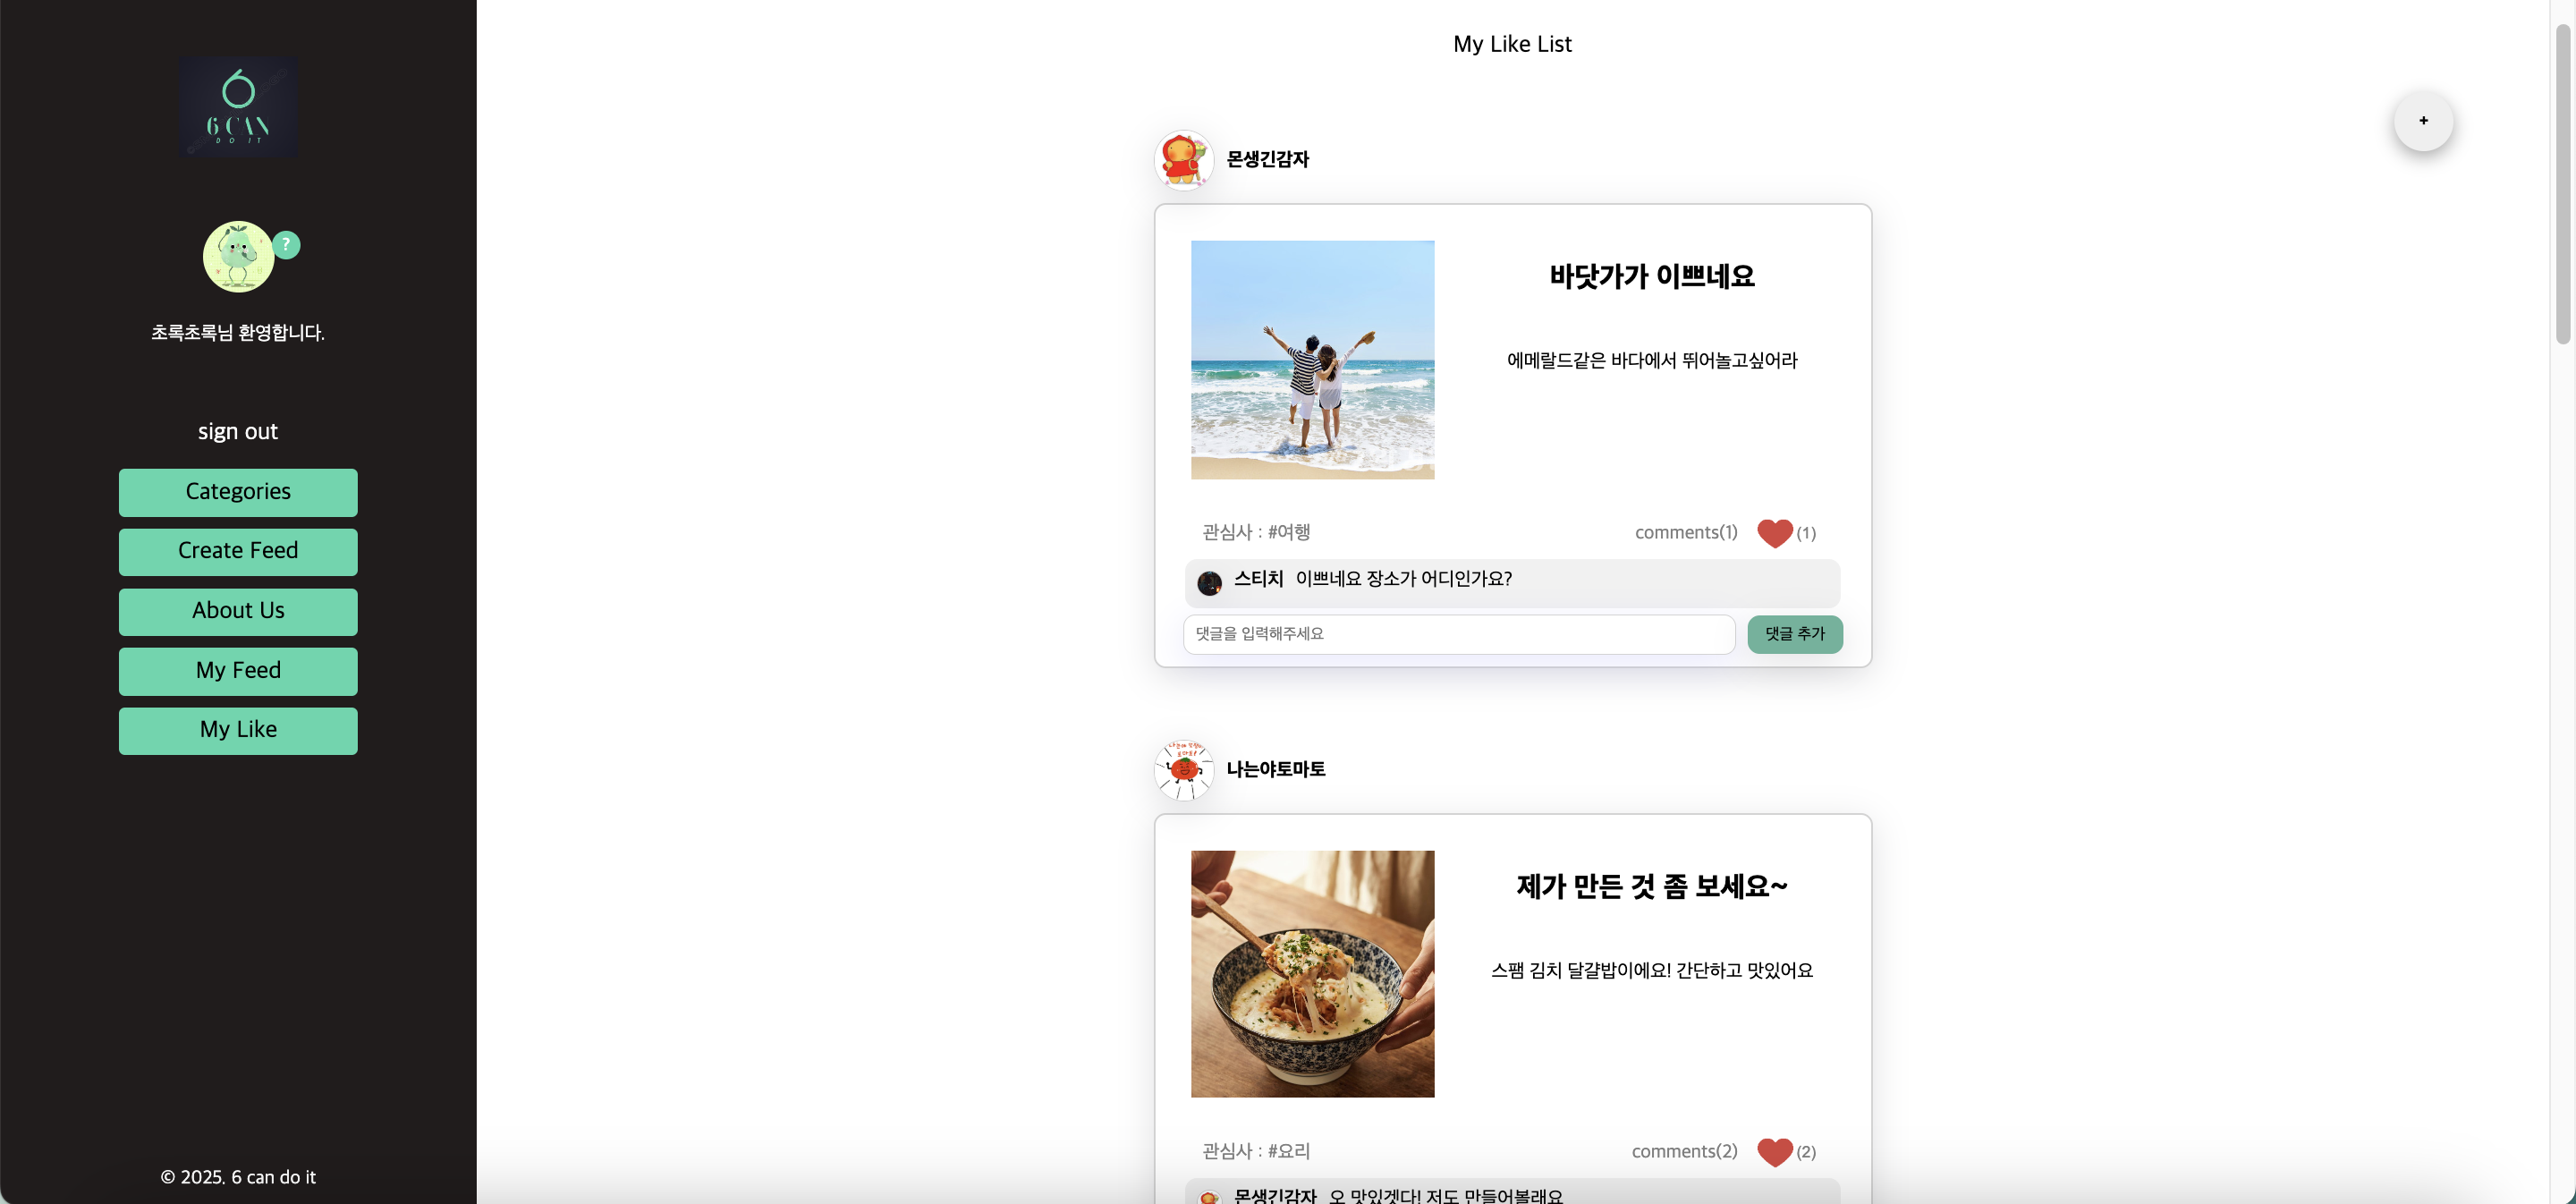 6 CAN
DO IT
?
초록초록님 환영합니다.
sign out
Categories
Create Feed
About Us
My Feed
My Like
© 2025. 6 can do it
My Like List
+
몬생긴감자
바닷가가 이쁘네요
에메랄드같은 바다에서 뛰어놀고싶어라
관심사 : #여행
comments(1) (1)
스티치 이쁘네요 장소가 어디인가요?
댓글을 입력해주세요
댓글 추가
나는야토마토
제가 만든 것 좀 보세요~
스팸 김치 달걀밥이에요! 간단하고 맛있어요
관심사 : #요리
comments(2) (2)
몬생긴감자 오 맛있겟다! 저도 만들어볼래요